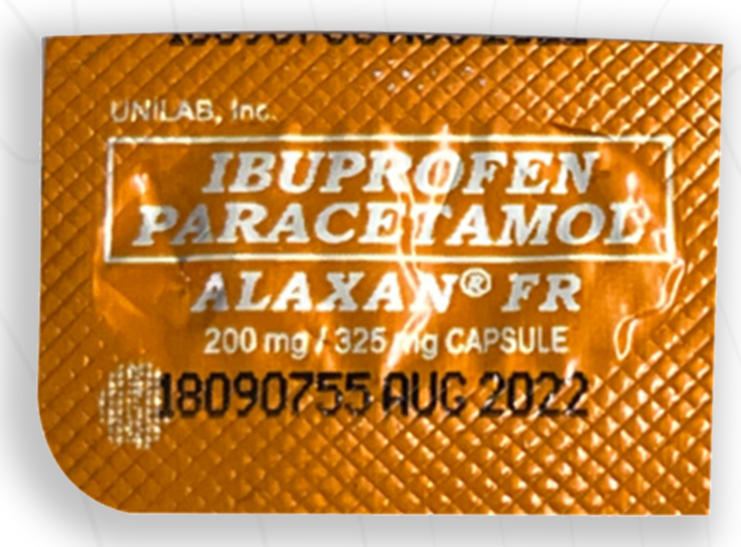 UNILAB, Inc.
IBUPROFEN
PARACETAMOL
ALAXAN® FR
200 mg / 325 mg CAPSULE
18090755 AUG 2022